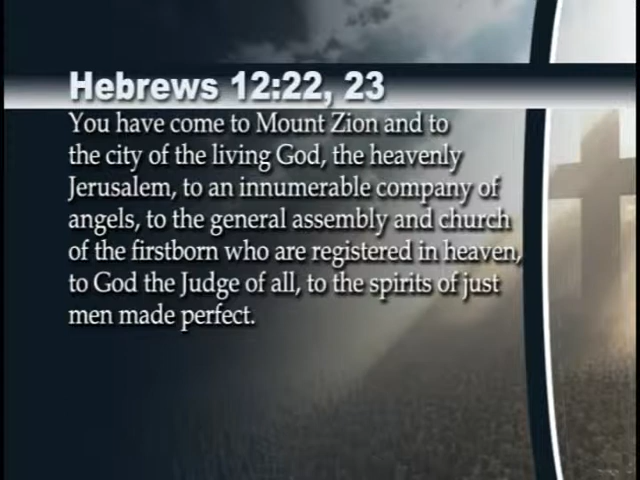 Hebrews 12:22, 23
You have come to Mount Zion and to
the city of the living God, the heavenly
Jerusalem, to an innumerable company of
angels, to the general assembly and church
of the firstborn who are registered in heaven,
to God the Judge of all, to the spirits of just
men made perfect.